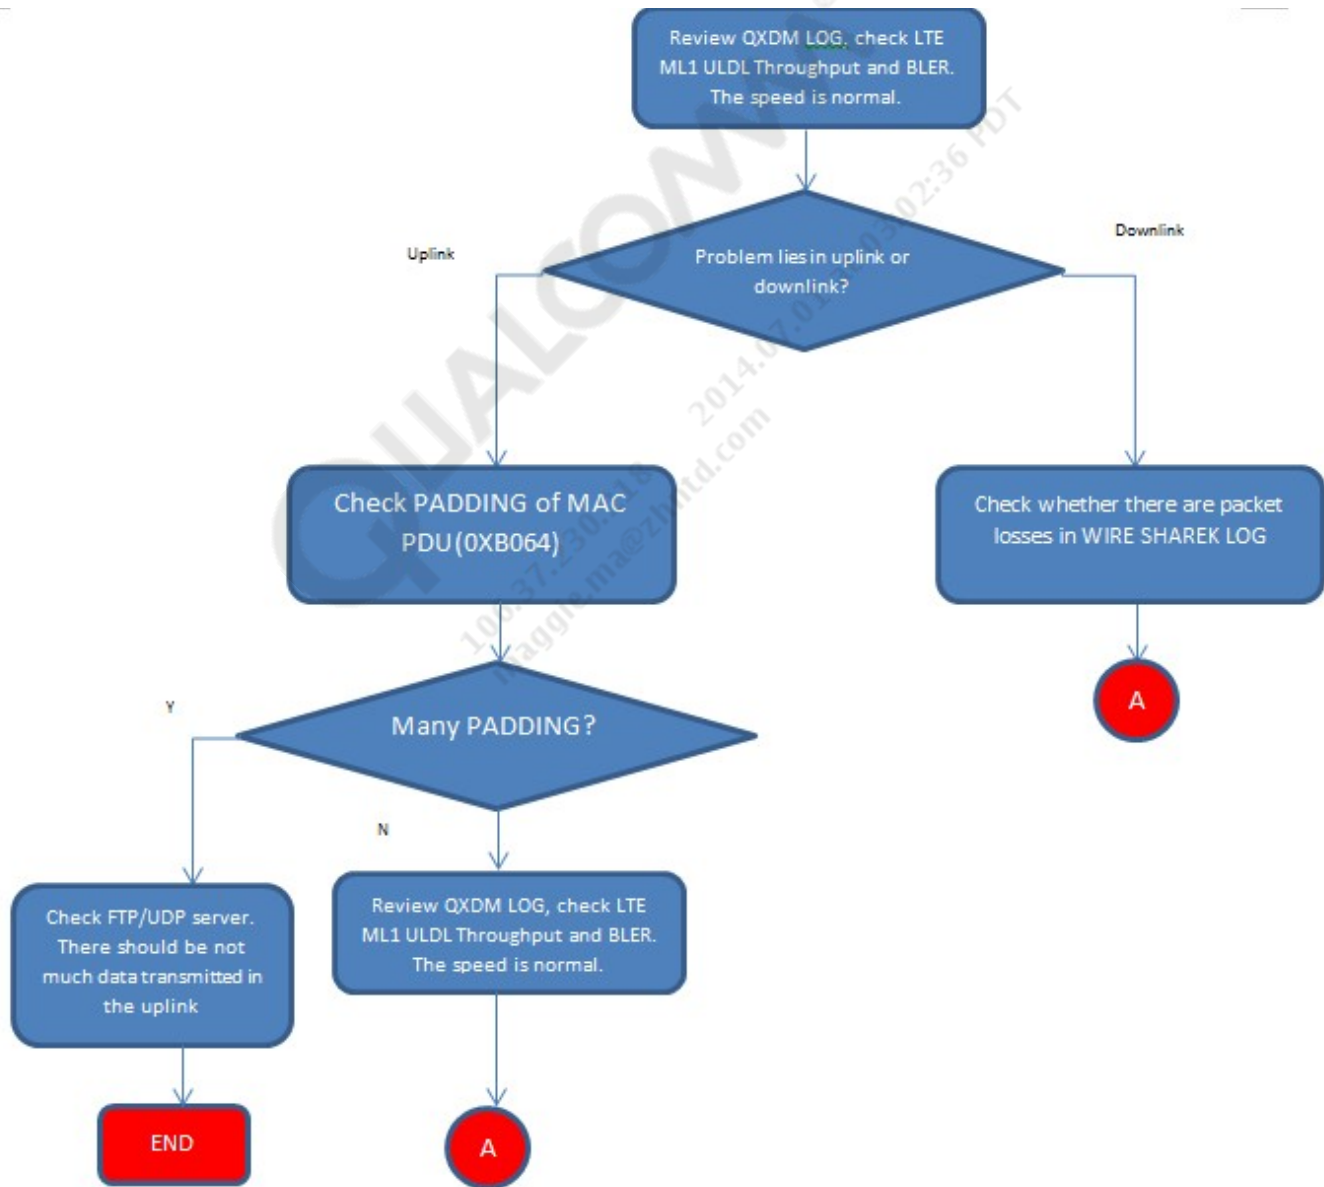 Review QXDM LOG, check LTE
ML1 ULDL Throughput and BLER.
The speed is normal.
Problem lies in uplink or
downlink?
Uplink
Downlink
Check PADDING of MAC
PDU(0XB064)
Check whether there are packet
losses in WIRE SHAREK LOG
A
Many PADDING?
Y
N
Check FTP/UDP server.
There should be not
much data transmitted in
the uplink
Review QXDM LOG, check LTE
ML1 ULDL Throughput and BLER.
The speed is normal.
END
A
QUALCOMM